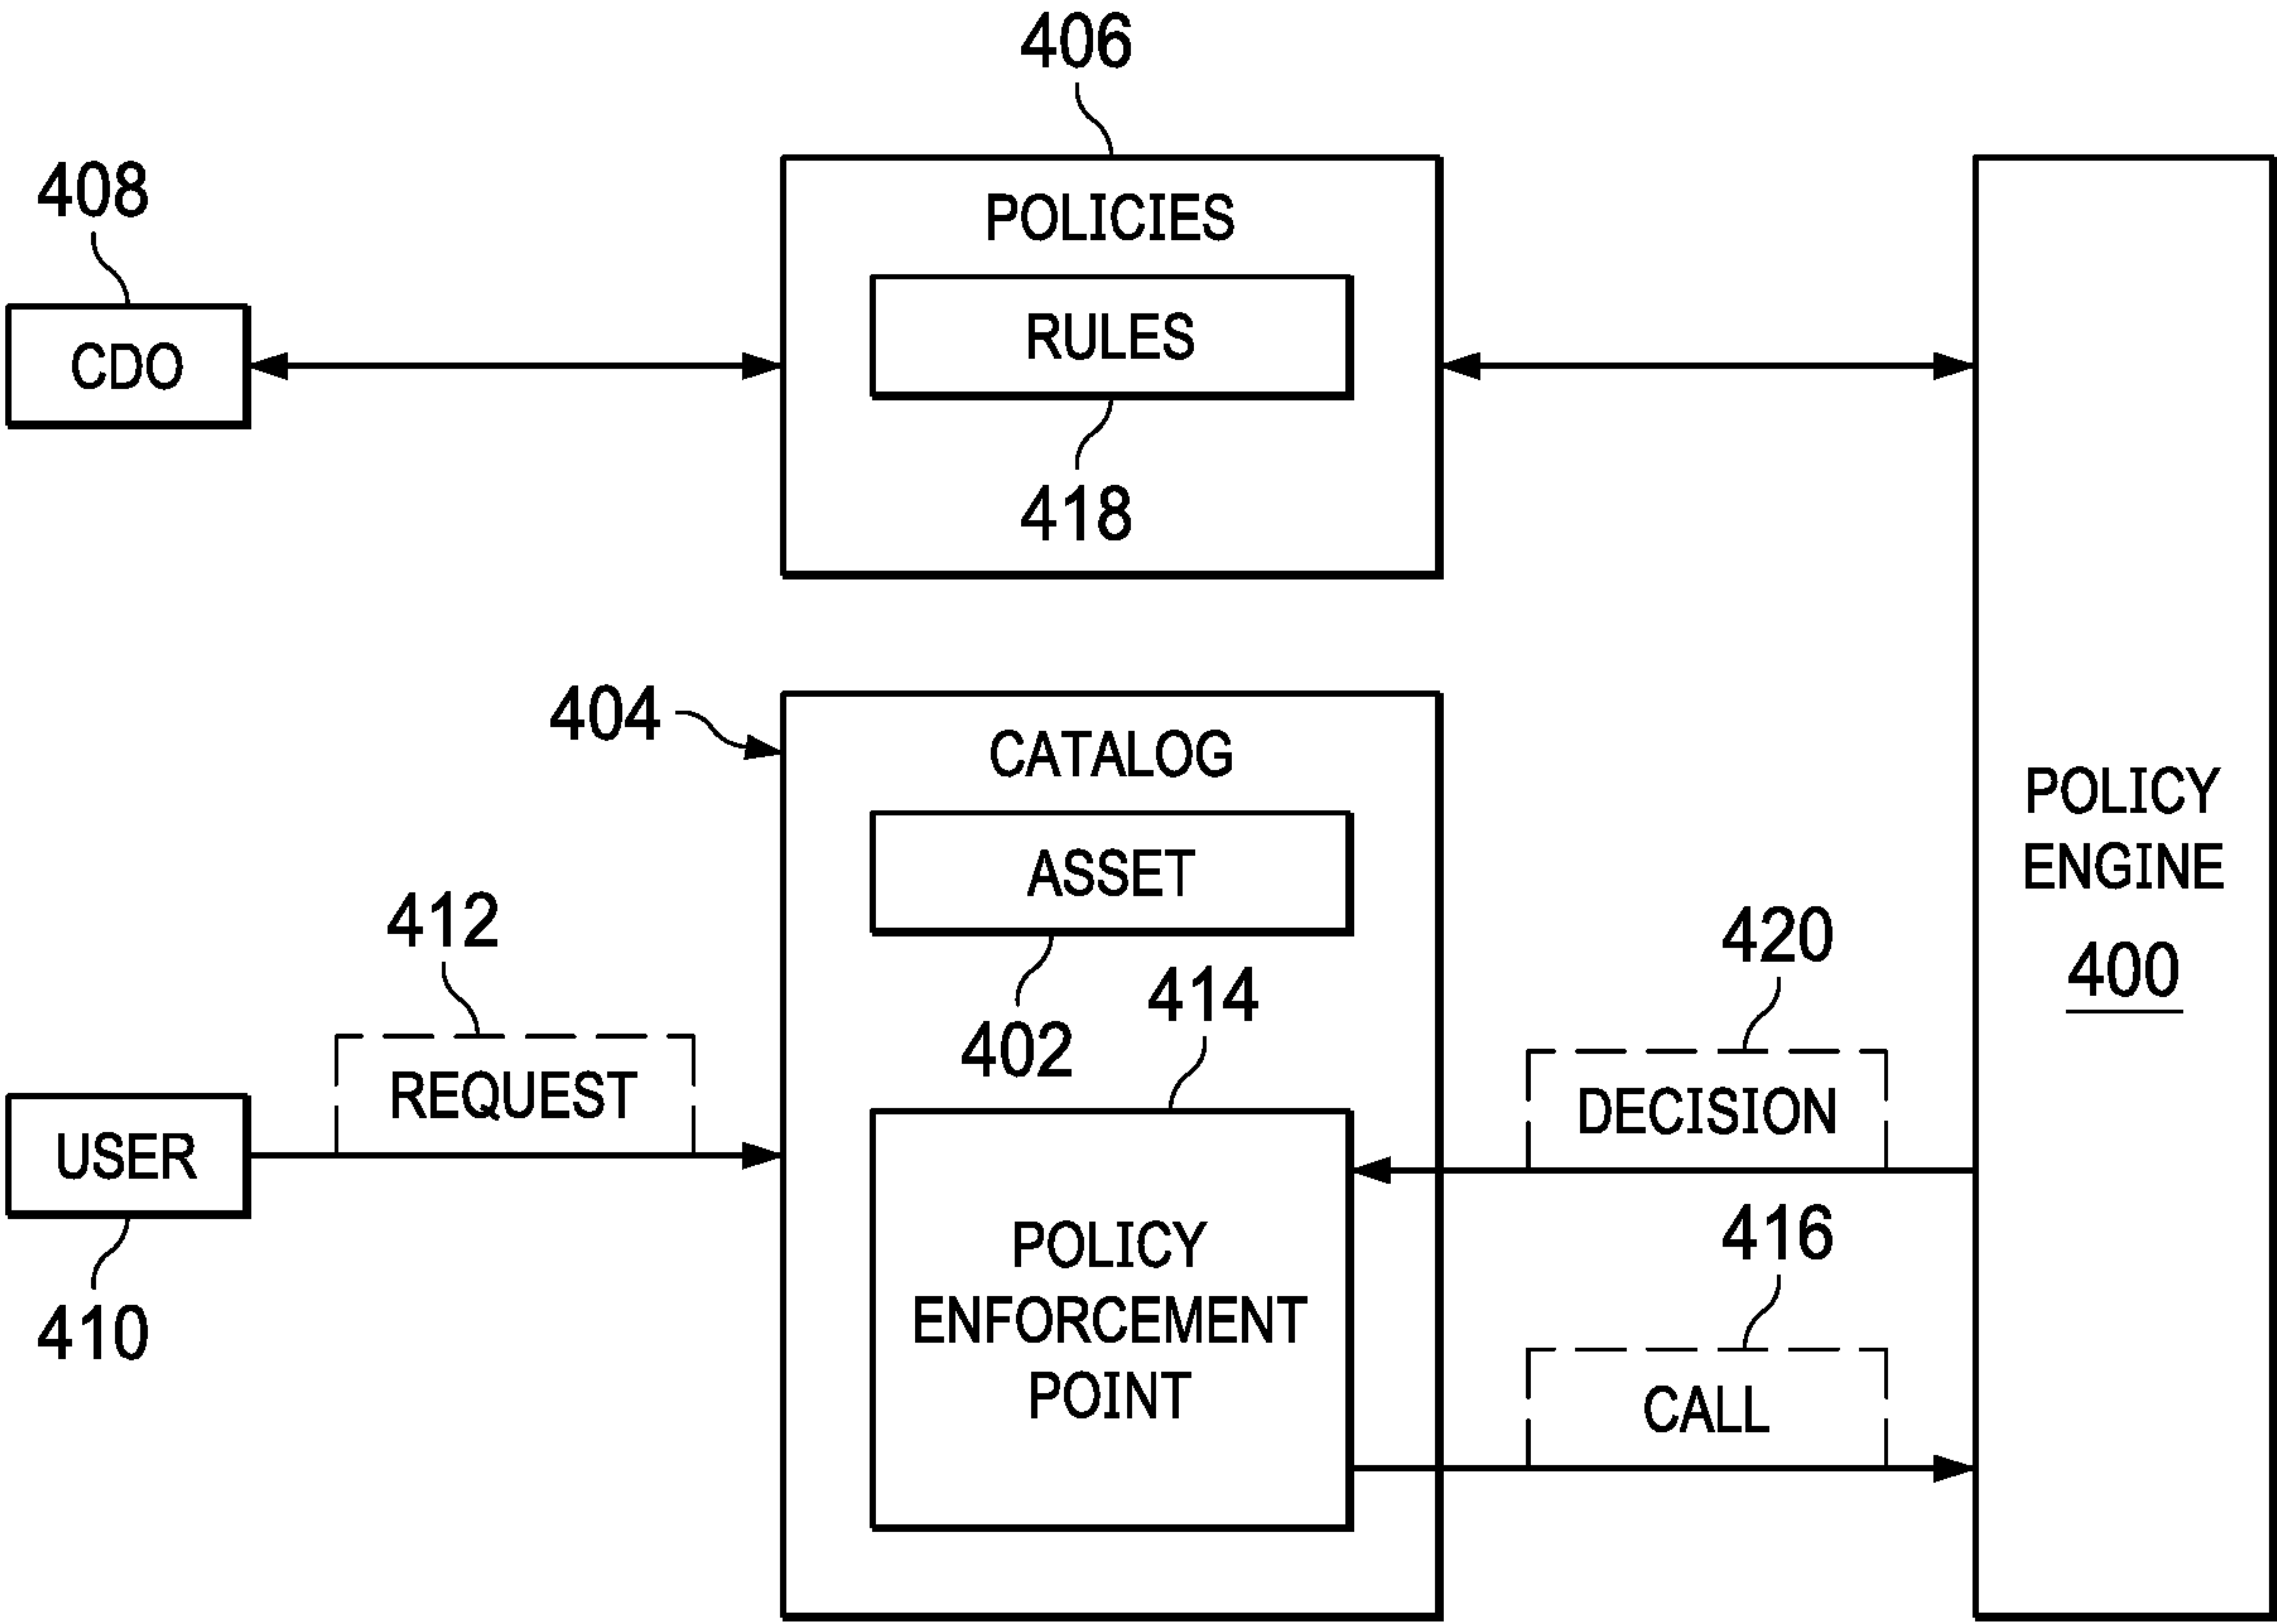 406
408
POLICIES
CDO
RULES
418
404
CATALOG
ASSET
402
412
REQUEST
USER
410
414
POLICY
ENFORCEMENT
POINT
420
DECISION
416
CALL
POLICY
ENGINE
400